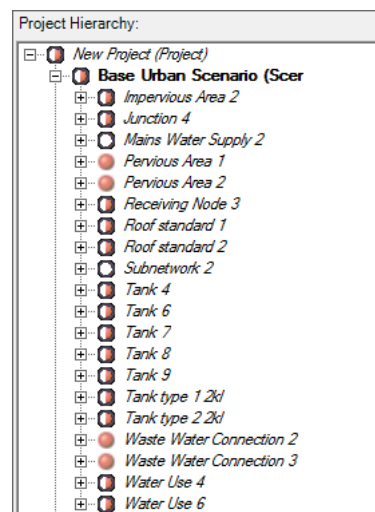 Project Hierarchy:
New Project (Project)
Base Urban Scenario (Scer
Impervious Area 2
Junction 4
Mains Water Supply 2
Pervious Area 1
Pervious Area 2
Receiving Node 3
Roof standard 1
Roof standard 2
Subnetwork 2
Tank 4
Tank 6
Tank 7
Tank 8
Tank 9
Tank type 1 2kl
Tank type 2 2kl
Waste Water Connection 2
Waste Water Connection 3
Water Use 4
Water Use 6